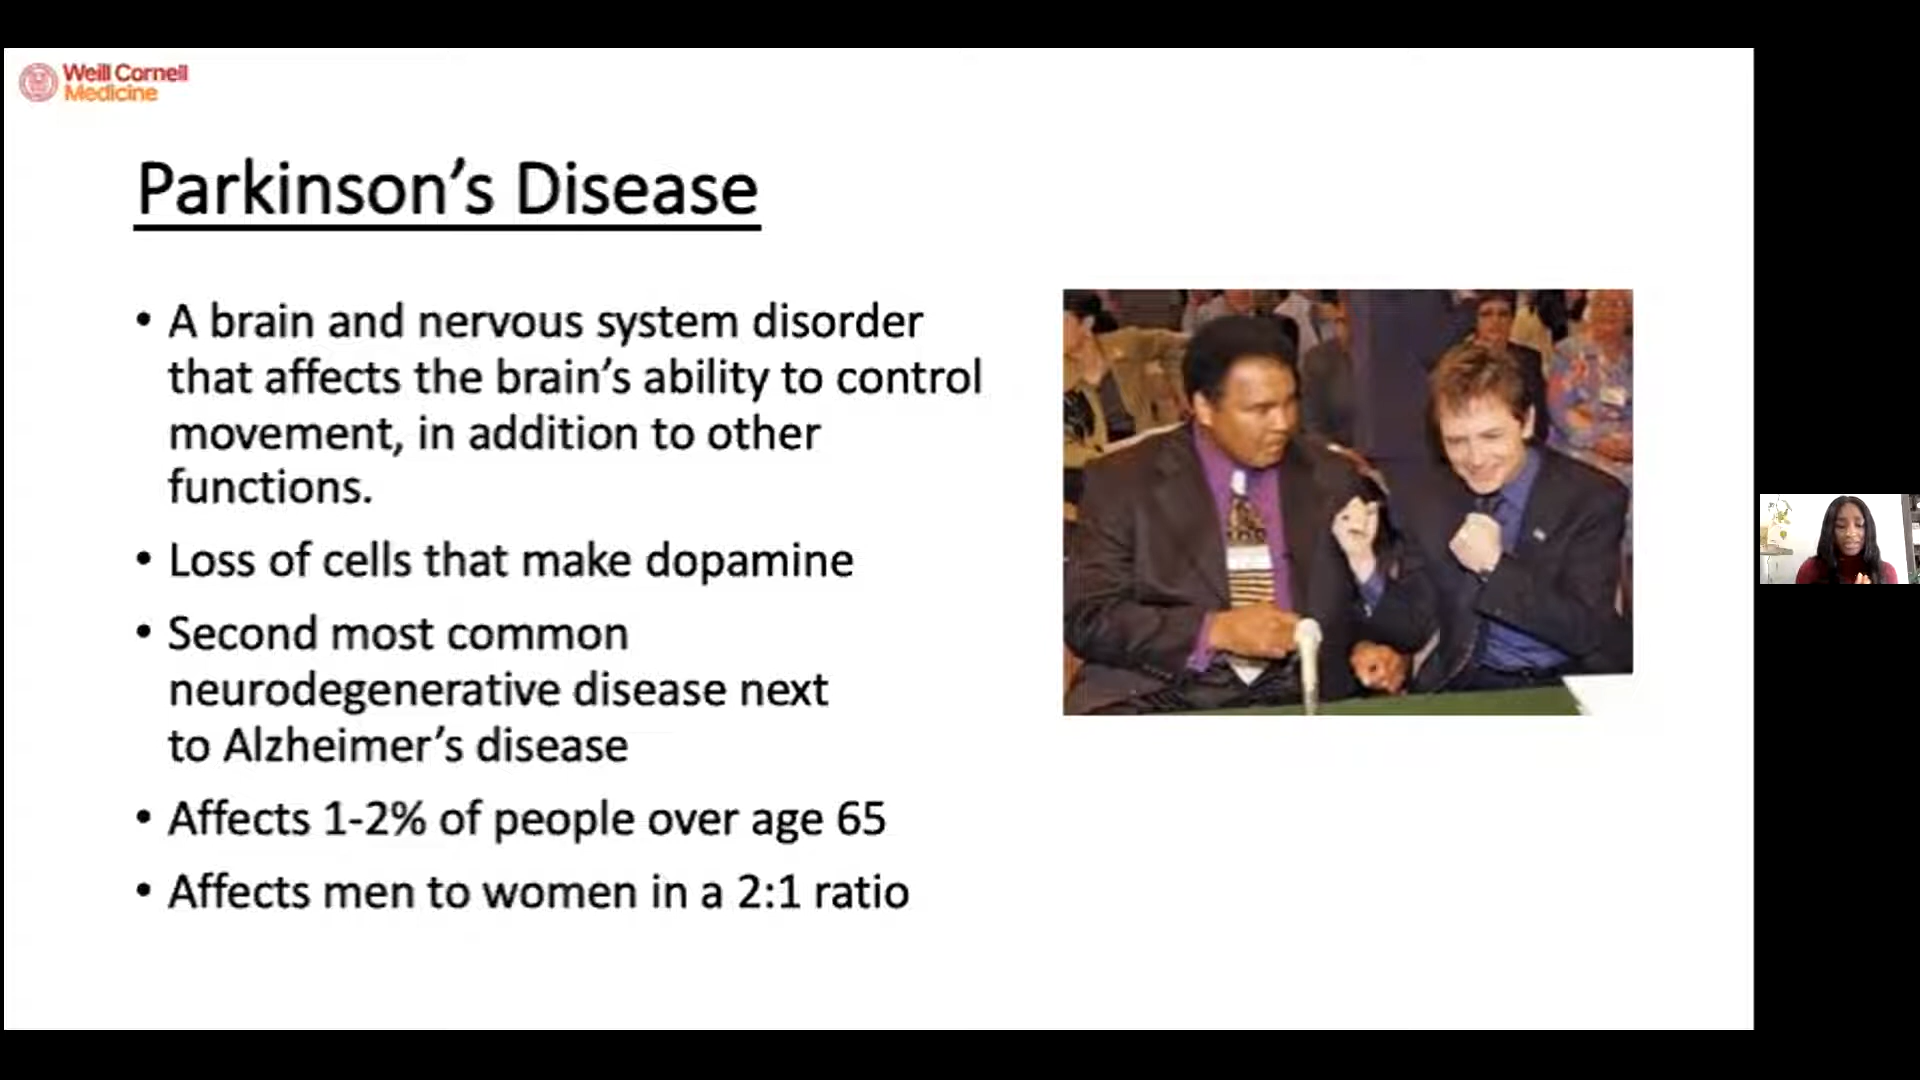 Weill Cornell
Medicine
Parkinson’s Disease
• A brain and nervous system disorder
that affects the brain’s ability to control
movement, in addition to other
functions.
• Loss of cells that make dopamine
• Second most common
neurodegenerative disease next
to Alzheimer’s disease
• Affects 1-2% of people over age 65
• Affects men to women in a 2:1 ratio